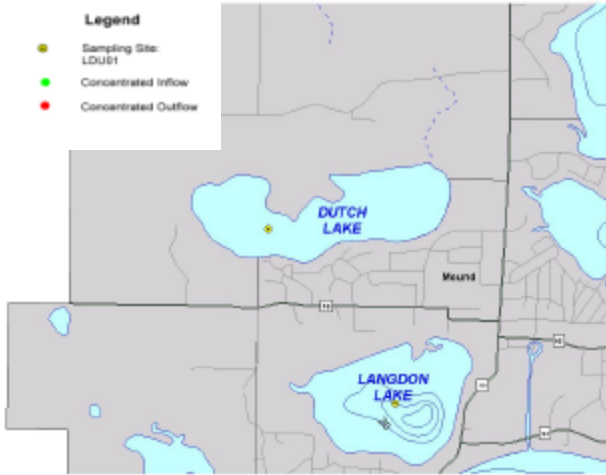 Legend
Sampling Site:
LDU01
Concentrated Inflow
Concentrated Outflow
DUTCH
LAKE
Mound
LANGDON
LAKE